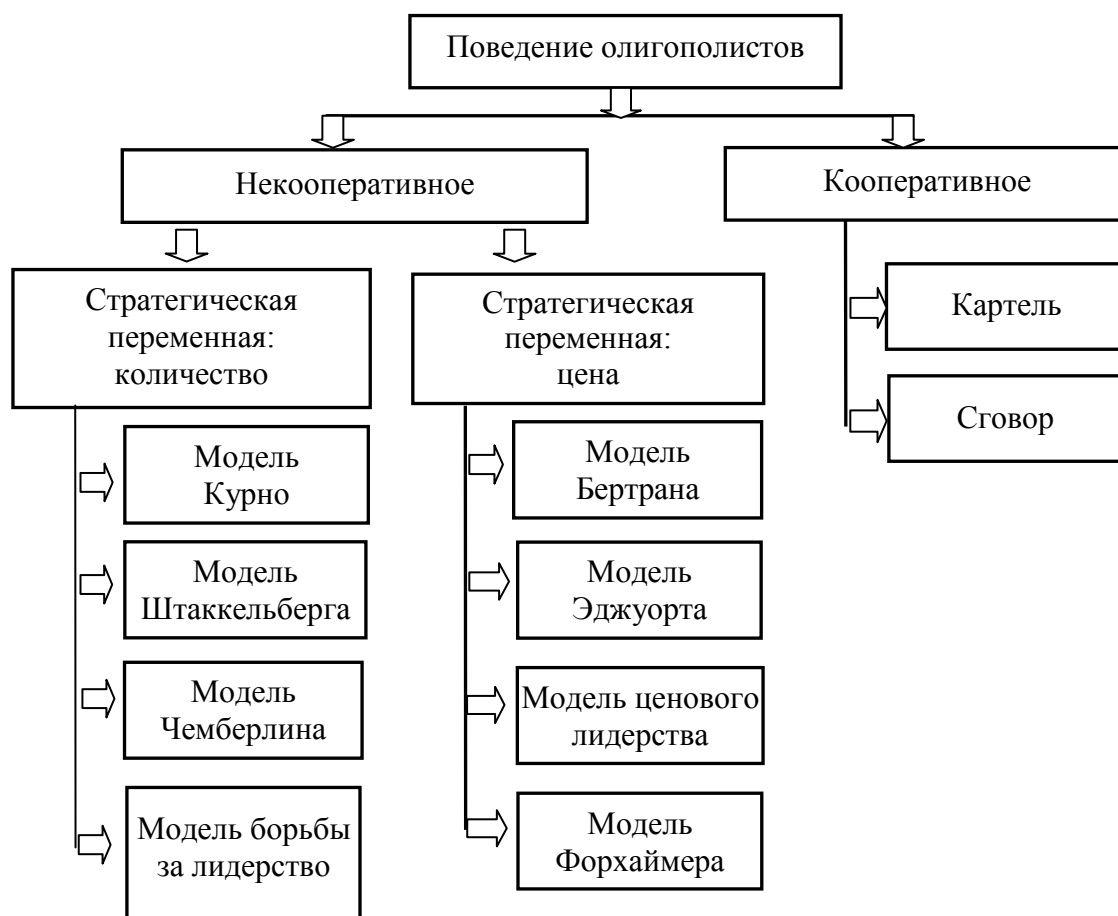 Поведение олигополистов
Некооперативное
Кооперативное
Стратегическая
переменная:
количество
Стратегическая
переменная:
цена
Картель
Сговор
Модель
Курно
Модель
Бертрана
Модель
Штаккельберга
Модель
Эджуорта
Модель
Чемберлина
Модель ценового
лидерства
Модель борьбы
за лидерство
Модель
Форхаймера